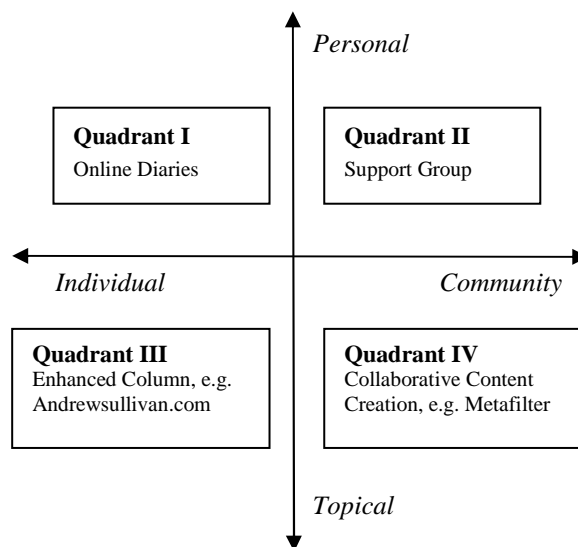 Personal
Quadrant I
Online Diaries
Quadrant II
Support Group
Individual
Community
Quadrant III
Enhanced Column, e.g.
Andrewsullivan.com
Quadrant IV
Collaborative Content
Creation, e.g. Metafilter
Topical